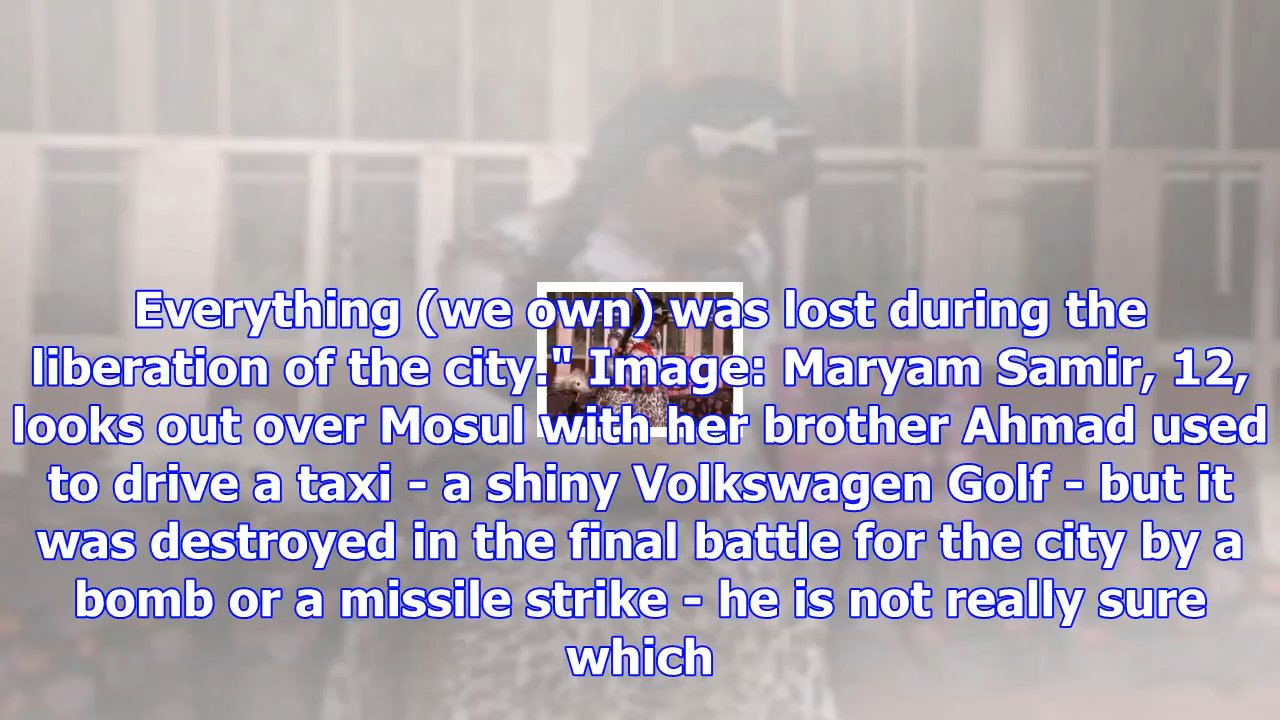 Everything (we own) was lost during the
liberation of the city." Image: Maryam Samir, 12,
looks out over Mosul with her brother Ahmad used
to drive a taxi - a shiny Volkswagen Golf - but it
was destroyed in the final battle for the city by a
bomb or a missile strike - he is not really sure
which